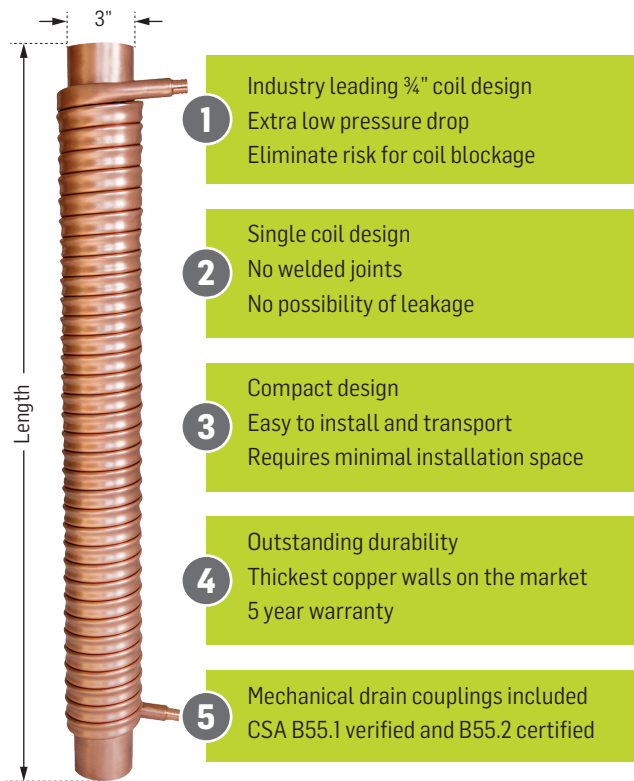 3"
Length
1
Industry leading ¾" coil design
Extra low pressure drop
Eliminate risk for coil blockage
2
Single coil design
No welded joints
No possibility of leakage
3
Compact design
Easy to install and transport
Requires minimal installation space
4
Outstanding durability
Thickest copper walls on the market
5 year warranty
5
Mechanical drain couplings included
CSA B55.1 verified and B55.2 certified